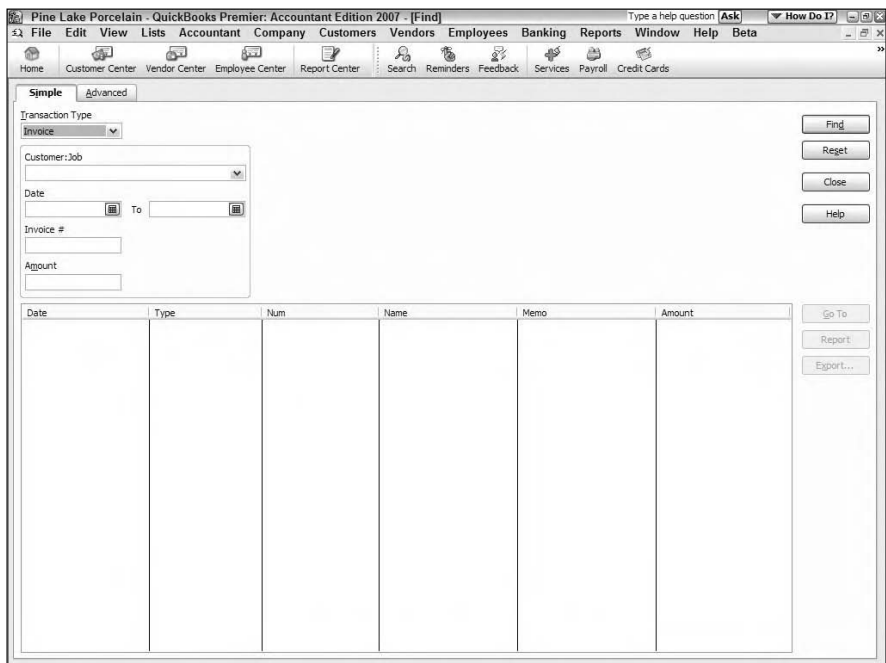 Pine Lake Porcelain - QuickBooks Premier: Accountant Edition 2007 - [Find] Type a help question Ask How Do I?
File Edit View Lists Accountant Company Customers Vendors Employees Banking Reports Window Help Beta
Home Customer Center Vendor Center Employee Center Report Center Search Reminders Feedback Services Payroll Credit Cards »
Simple Advanced
Transaction Type
Invoice
Find
Customer:Job
Reset
Close
Date
To
Help
Invoice #
Amount
Date Type Num Name Memo Amount
Go To
Report
Export...